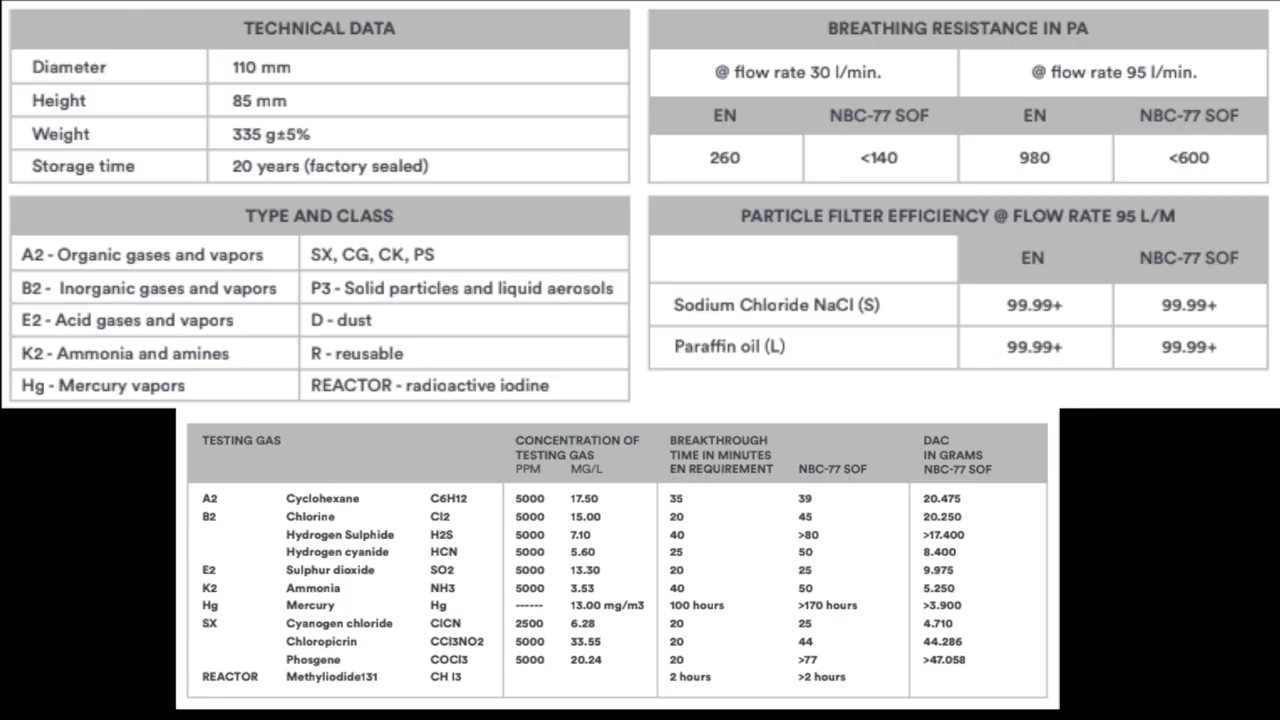 TECHNICAL DATA
Diameter 110 mm
Height 85 mm
Weight 335 g±5%
Storage time 20 years (factory sealed)
BREATHING RESISTANCE IN PA
@ flow rate 30 l/min. @ flow rate 95 l/min.
EN NBC-77 SOF EN NBC-77 SOF
260 <140 980 <600
TYPE AND CLASS
A2 - Organic gases and vapors SX, CG, CK, PS
B2 - Inorganic gases and vapors P3 - Solid particles and liquid aerosols
E2 - Acid gases and vapors D - dust
K2 - Ammonia and amines R - reusable
Hg - Mercury vapors REACTOR - radioactive iodine
PARTICLE FILTER EFFICIENCY @ FLOW RATE 95 L/M
EN NBC-77 SOF
Sodium Chloride NaCl (S) 99.99+ 99.99+
Paraffin oil (L) 99.99+ 99.99+
TESTING GAS CONCENTRATION OF BREAKTHROUGH DAC
TESTING GAS TIME IN MINUTES IN GRAMS
PPM MG/L EN REQUIREMENT NBC-77 SOF NBC-77 SOF
A2 Cyclohexane C6H12 5000 17.50 35 39 20.475
B2 Chlorine Cl2 5000 15.00 20 45 20.250
Hydrogen Sulphide H2S 5000 7.10 40 >80 >17.400
Hydrogen cyanide HCN 5000 5.60 25 50 8.400
E2 Sulphur dioxide SO2 5000 13.30 20 25 9.975
K2 Ammonia NH3 5000 3.53 40 50 5.250
Hg Mercury Hg ------ 13.00 mg/m3 100 hours >170 hours >3.900
SX Cyanogen chloride ClCN 2500 6.28 20 25 4.710
Chloropicrin CCl3NO2 5000 33.55 20 44 44.286
Phosgene COCl3 5000 20.24 20 >77 >47.058
REACTOR Methyliodide131 CH I3 2 hours >2 hours